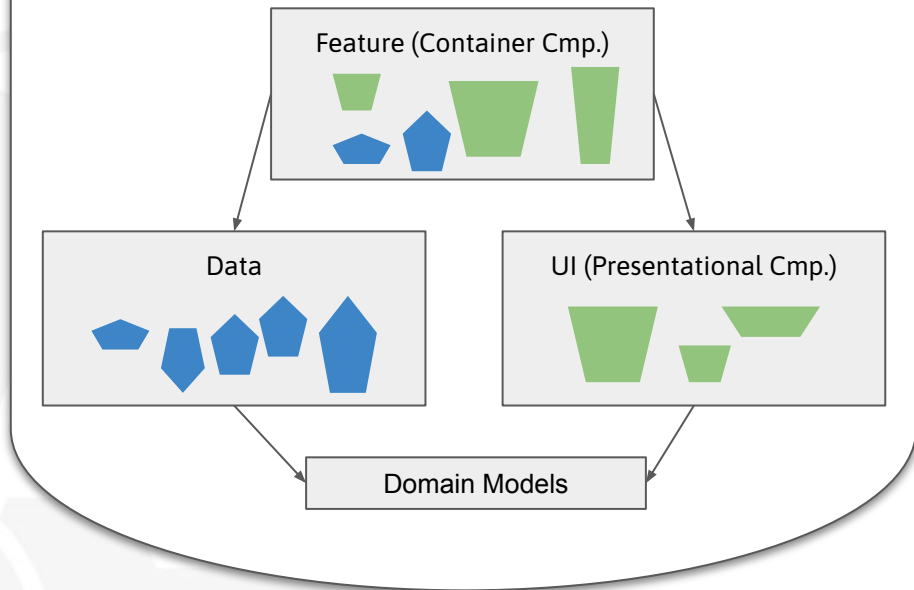 Feature (Container Cmp.)
Data
UI (Presentational Cmp.)
Domain Models